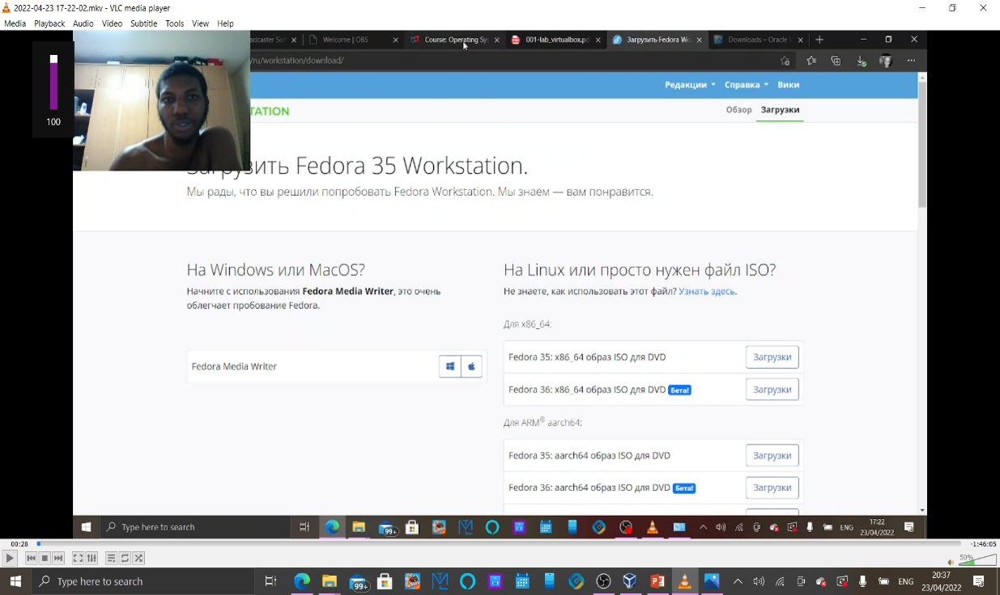 2022-04-23 17-22-02.mkv - VLC media player
Media Playback Audio Video Subtitle Tools View Help
100
adcaster Sof
Welcome | OBS
Course: Operating Sys
001-lab_virtualbox.pd
Загрузить Fedora Wo
Downloads – Oracle V
/ru/workstation/download/
Редакции Справка Вики
TATION
Обзор Загрузки
Загрузить Fedora 35 Workstation.
Мы рады, что вы решили попробовать Fedora Workstation. Мы знаем — вам понравится.
На Windows или MacOS?
Начните с использования Fedora Media Writer, это очень
облегчает пробование Fedora.
Fedora Media Writer
На Linux или просто нужен файл ISO?
Не знаете, как использовать этот файл? Узнать здесь.
Для x86_64:
Fedora 35: x86_64 образ ISO для DVD Загрузки
Fedora 36: x86_64 образ ISO для DVD Бета! Загрузки
Для ARM® aarch64:
Fedora 35: aarch64 образ ISO для DVD Загрузки
Fedora 36: aarch64 образ ISO для DVD Бета! Загрузки
Type here to search
99+
ENG
17:22
23/04/2022
00:28
-1:46:05
50%
Type here to search
99+
ENG
20:37
23/04/2022